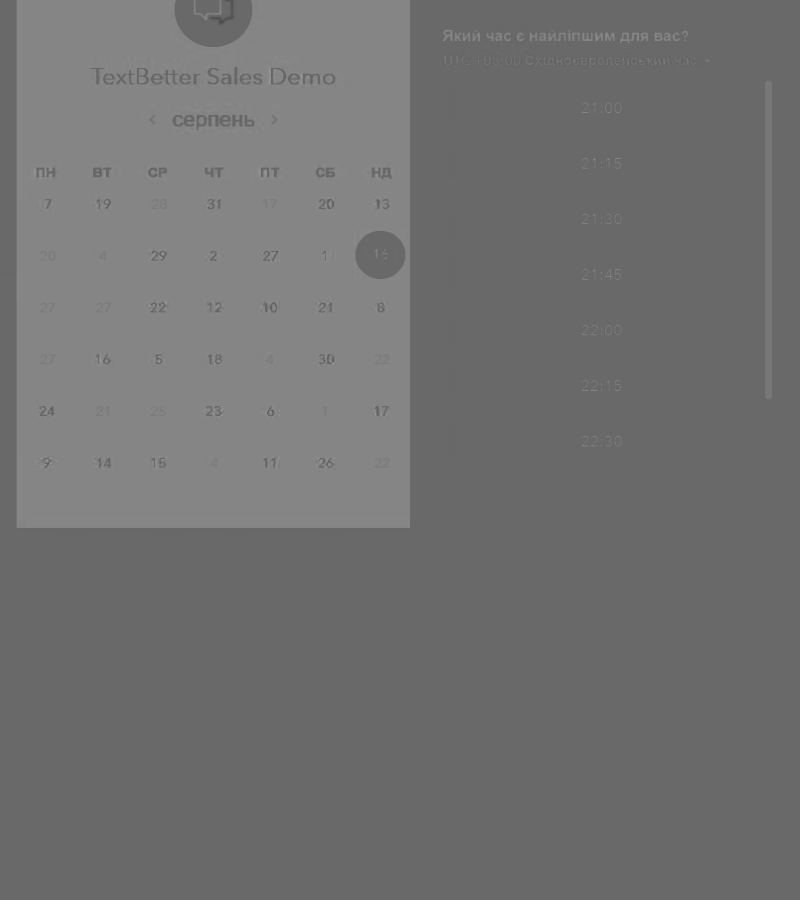 TextBetter Sales Demo
серпень
ПН ВТ СР ЧТ ПТ СБ НД
7 19 28 31 17 20 13
20 4 29 2 27 1 16
27 27 22 12 10 21 8
27 16 5 18 4 30 22
24 21 25 23 6 1 17
9 14 15 4 11 26 22
Який час є найліпшим для вас?
UTC +03:00 Східноєвропейський час
21:00
21:15
21:30
21:45
22:00
22:15
22:30